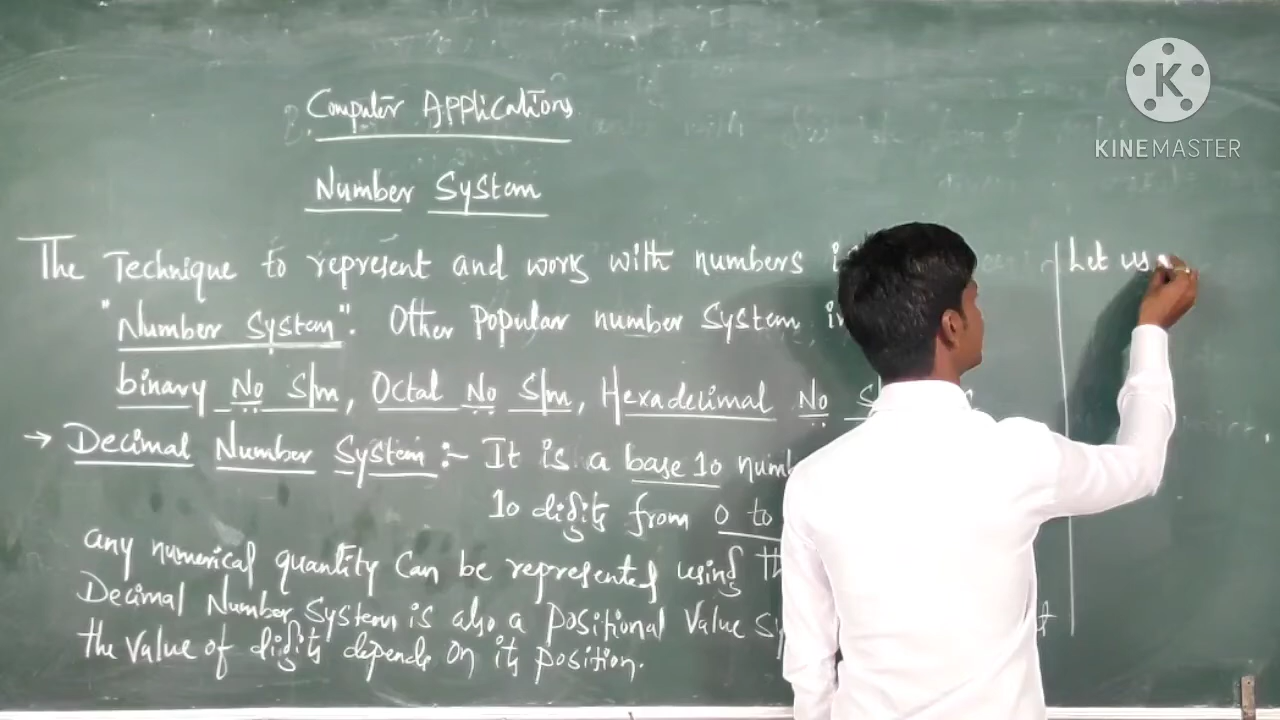 Computer Applications
Number System
The Technique to represent and work with numbers is
"Number System". Other Popular number System, in
binary No S/m, Octal No S/m, Hexadecimal No S m
→ Decimal Number System :- It is a base 10 numb
10 digits from 0 to
any numerical quantity Can be represented using th
Decimal Number System is also a Positional Value Sy t
the Value of digits depends On its position.
Let us
KINEMASTER